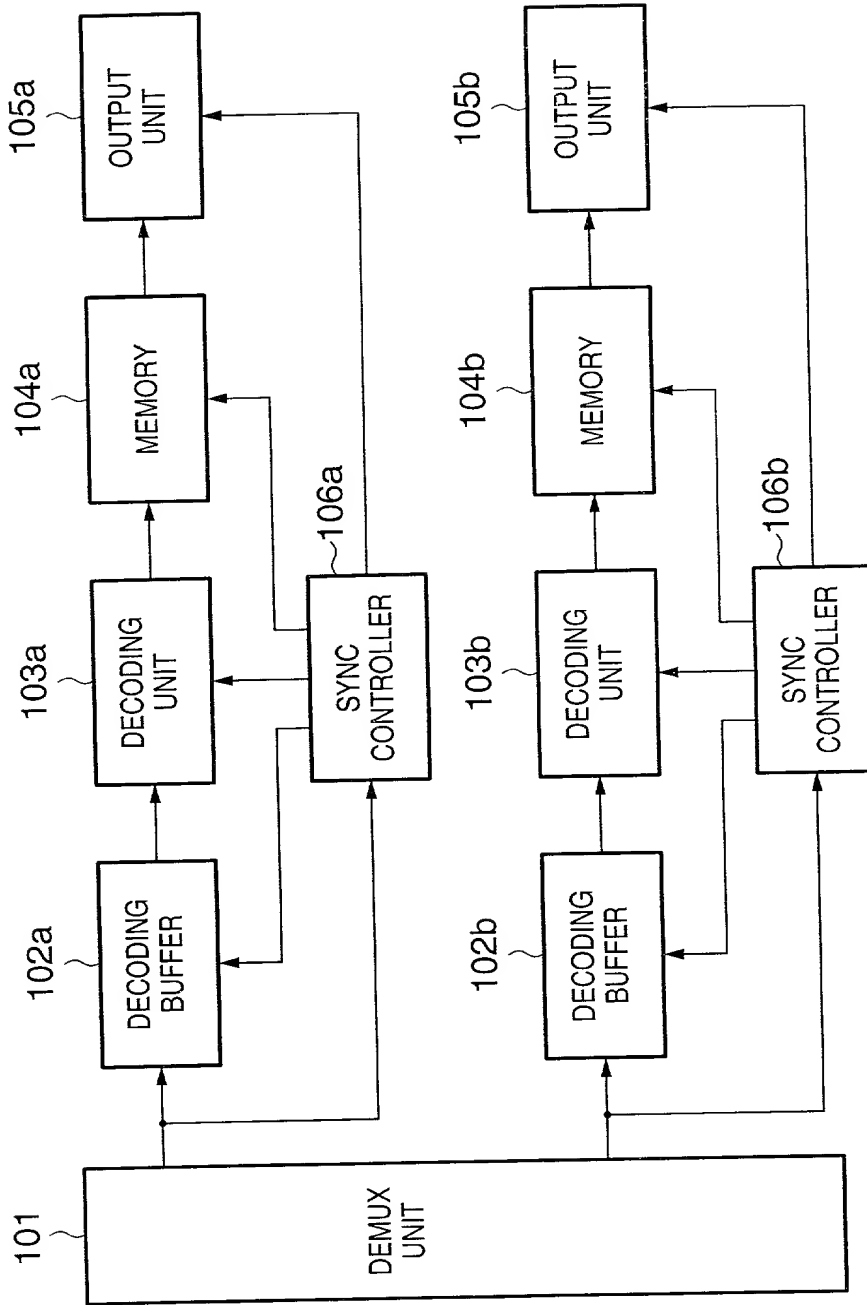 101
DEMUX
UNIT
102a
DECODING
BUFFER
103a
DECODING
UNIT
104a
MEMORY
105a
OUTPUT
UNIT
106a
SYNC
CONTROLLER
102b
DECODING
BUFFER
103b
DECODING
UNIT
104b
MEMORY
105b
OUTPUT
UNIT
106b
SYNC
CONTROLLER